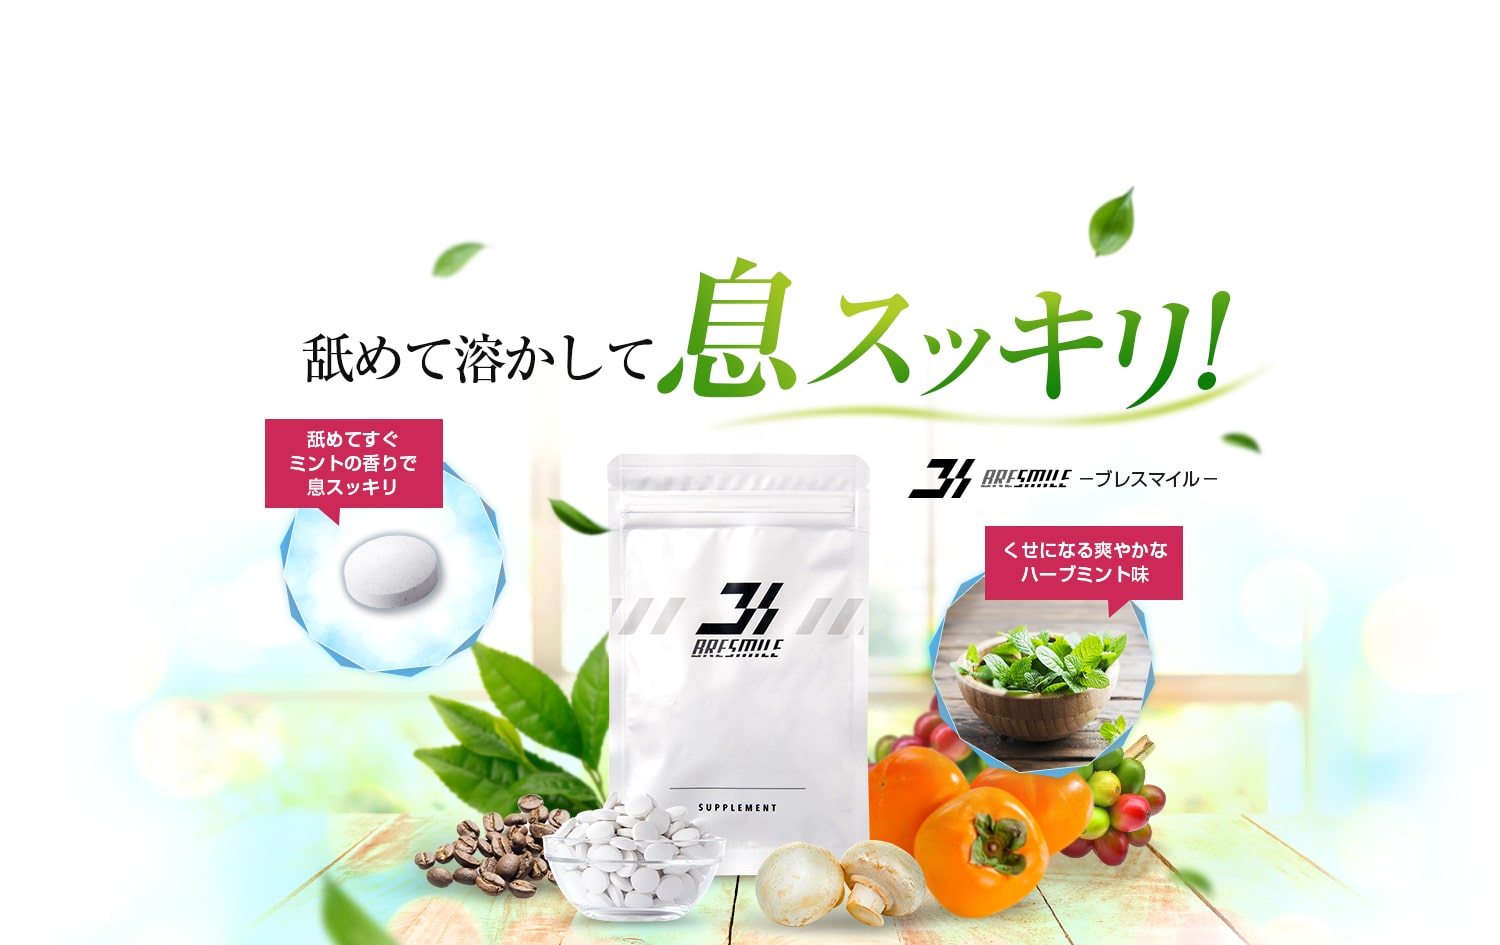 舐めて溶かして息スッキリ!
舐めてすぐ
ミントの香りで
息スッキリ
BRESMILE －ブレスマイル－
くせになる爽やかな
ハーブミント味
BRESMILE
SUPPLEMENT